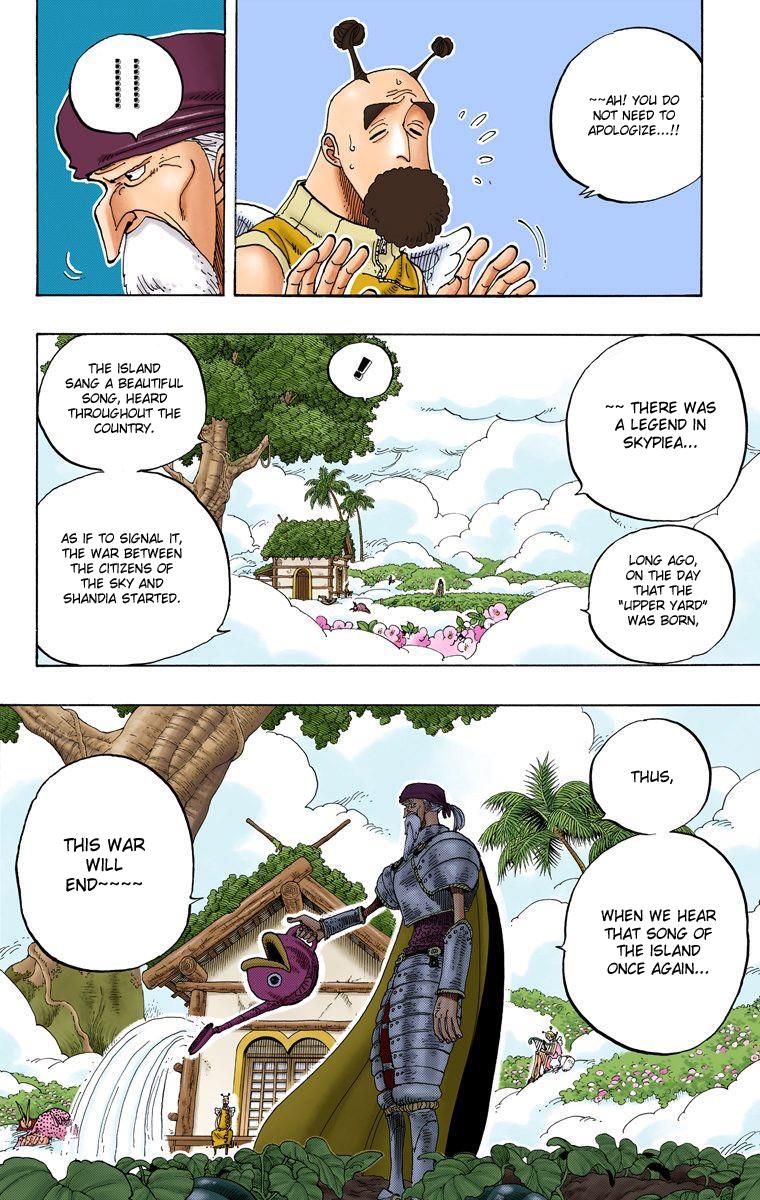 ~~AH! YOU DO
NOT NEED TO
APOLOGIZE...!!
!!!
~~ THERE WAS
A LEGEND IN
SKYPIEA...
LONG AGO,
ON THE DAY
THAT THE
"UPPER YARD"
WAS BORN,
!
THE ISLAND
SANG A BEAUTIFUL
SONG, HEARD
THROUGHOUT THE
COUNTRY.
AS IF TO SIGNAL IT,
THE WAR BETWEEN
THE CITIZENS OF
THE SKY AND
SHANDIA STARTED.
THUS,
WHEN WE HEAR
THAT SONG OF
THE ISLAND
ONCE AGAIN...
THIS WAR
WILL
END~~~~